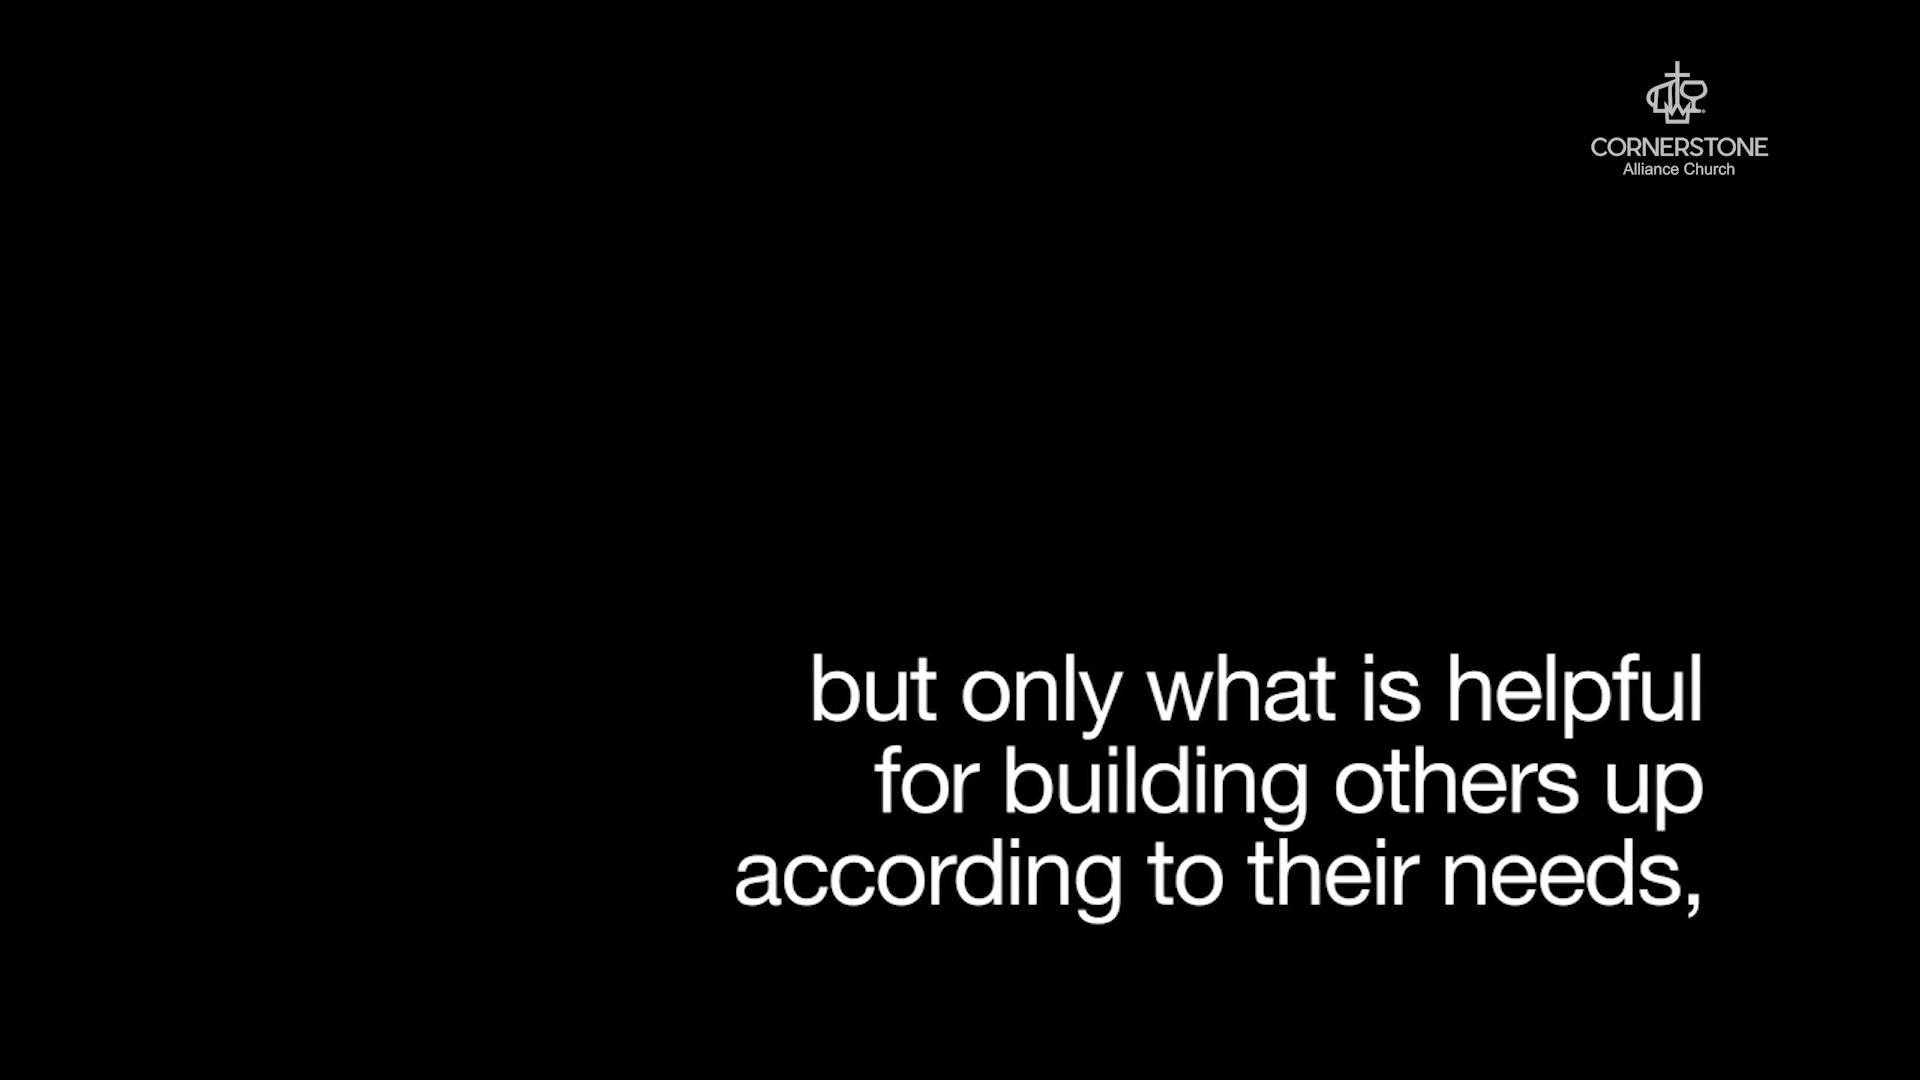 CORNERSTONE
Alliance Church
but only what is helpful
for building others up
according to their needs,